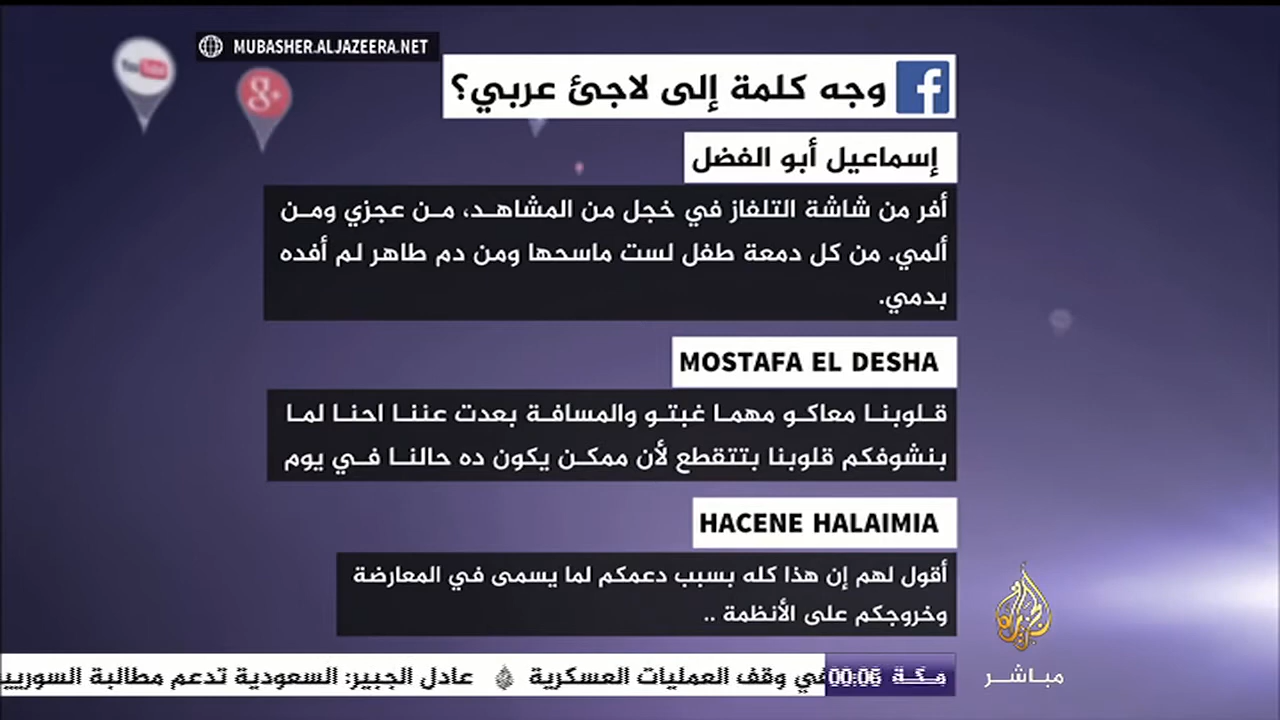 MUBASHER.ALJAZEERA.NET
YouTube
g+
وجه كلمة إلى لاجئ عربي؟
إسماعيل أبو الفضل
أفر من شاشة التلفاز في خجل من المشاهد، من عجزي ومن
ألمي. من كل دمعة طفل لست ماسحها ومن دم طاهر لم أفده
بدمي.
MOSTAFA EL DESHA
قلوبنا معاكو مهما غبتو والمسافة بعدت عننا احنا لما
بنشوفكم قلوبنا بتتقطع لأن ممكن يكون ده حالنا في يوم
HACENE HALAIMIA
أقول لهم إن هذا كله بسبب دعمكم لما يسمى في المعارضة
وخروجكم على الأنظمة ..
الجزيرة
مباشر
مكة 00:06 في وقف العمليات العسكرية عادل الجبير: السعودية تدعم مطالبة